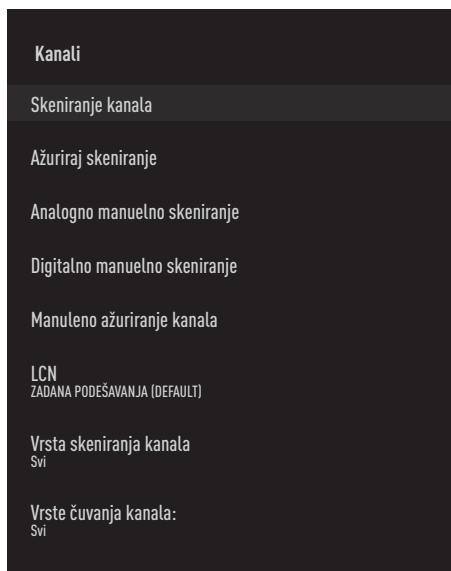 Kanali
Skeniranje kanala
Ažuriraj skeniranje
Analogno manuelno skeniranje
Digitalno manuelno skeniranje
Manuleno ažuriranje kanala
LCN
ZADANA PODEŠAVANJA (DEFAULT)
Vrsta skeniranja kanala
Svi
Vrste čuvanja kanala:
Svi